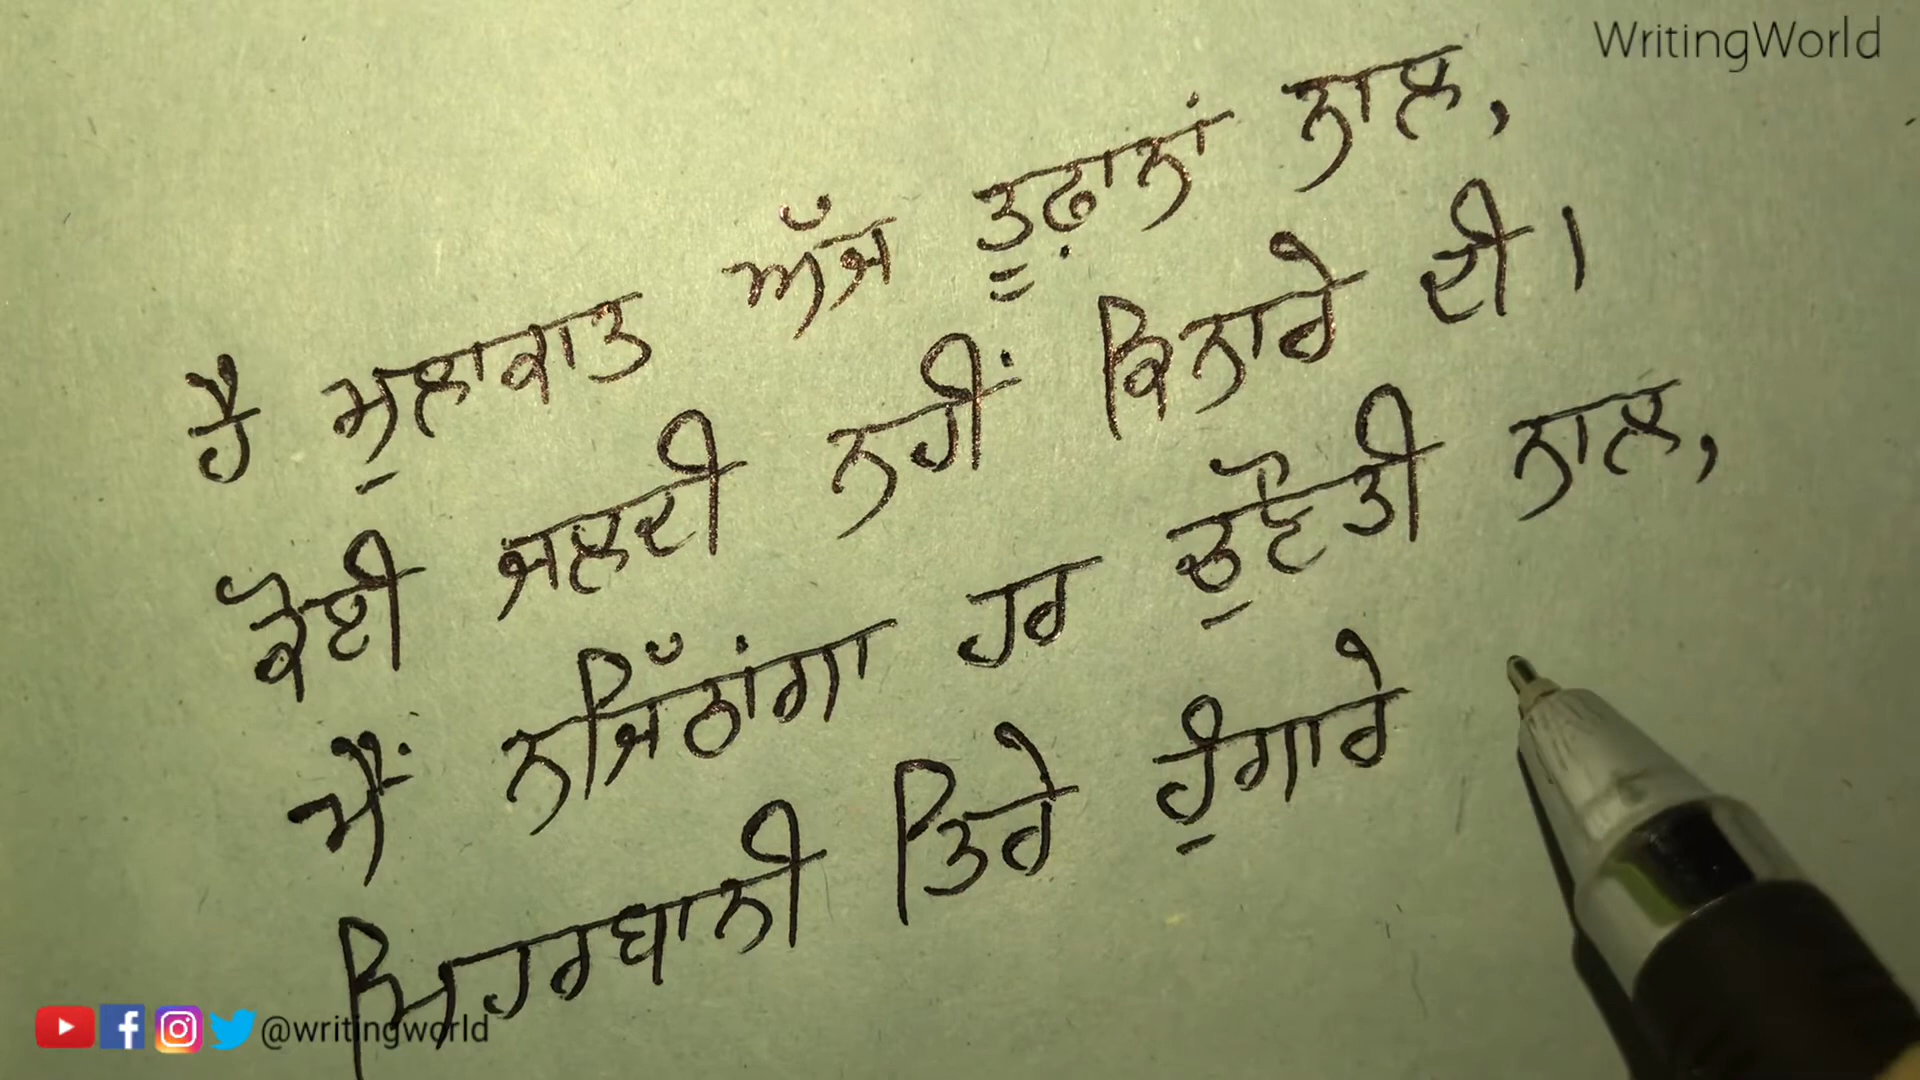 WritingWorld
ਹੈ ਮੁਲਾਕਾਤ ਅੱਜ ਤੂਫ਼ਾਨਾਂ ਨਾਲ,
ਕੋਈ ਜਲਦੀ ਨਹੀਂ ਕਿਨਾਰੇ ਦੀ।
ਮੈਂ ਨਜਿੱਠਾਂਗਾ ਹਰ ਚੁਣੌਤੀ ਨਾਲ,
ਮਿਹਰਬਾਨੀ ਤਿਰੇ ਹੁੰਗਾਰੇ
@writingworld